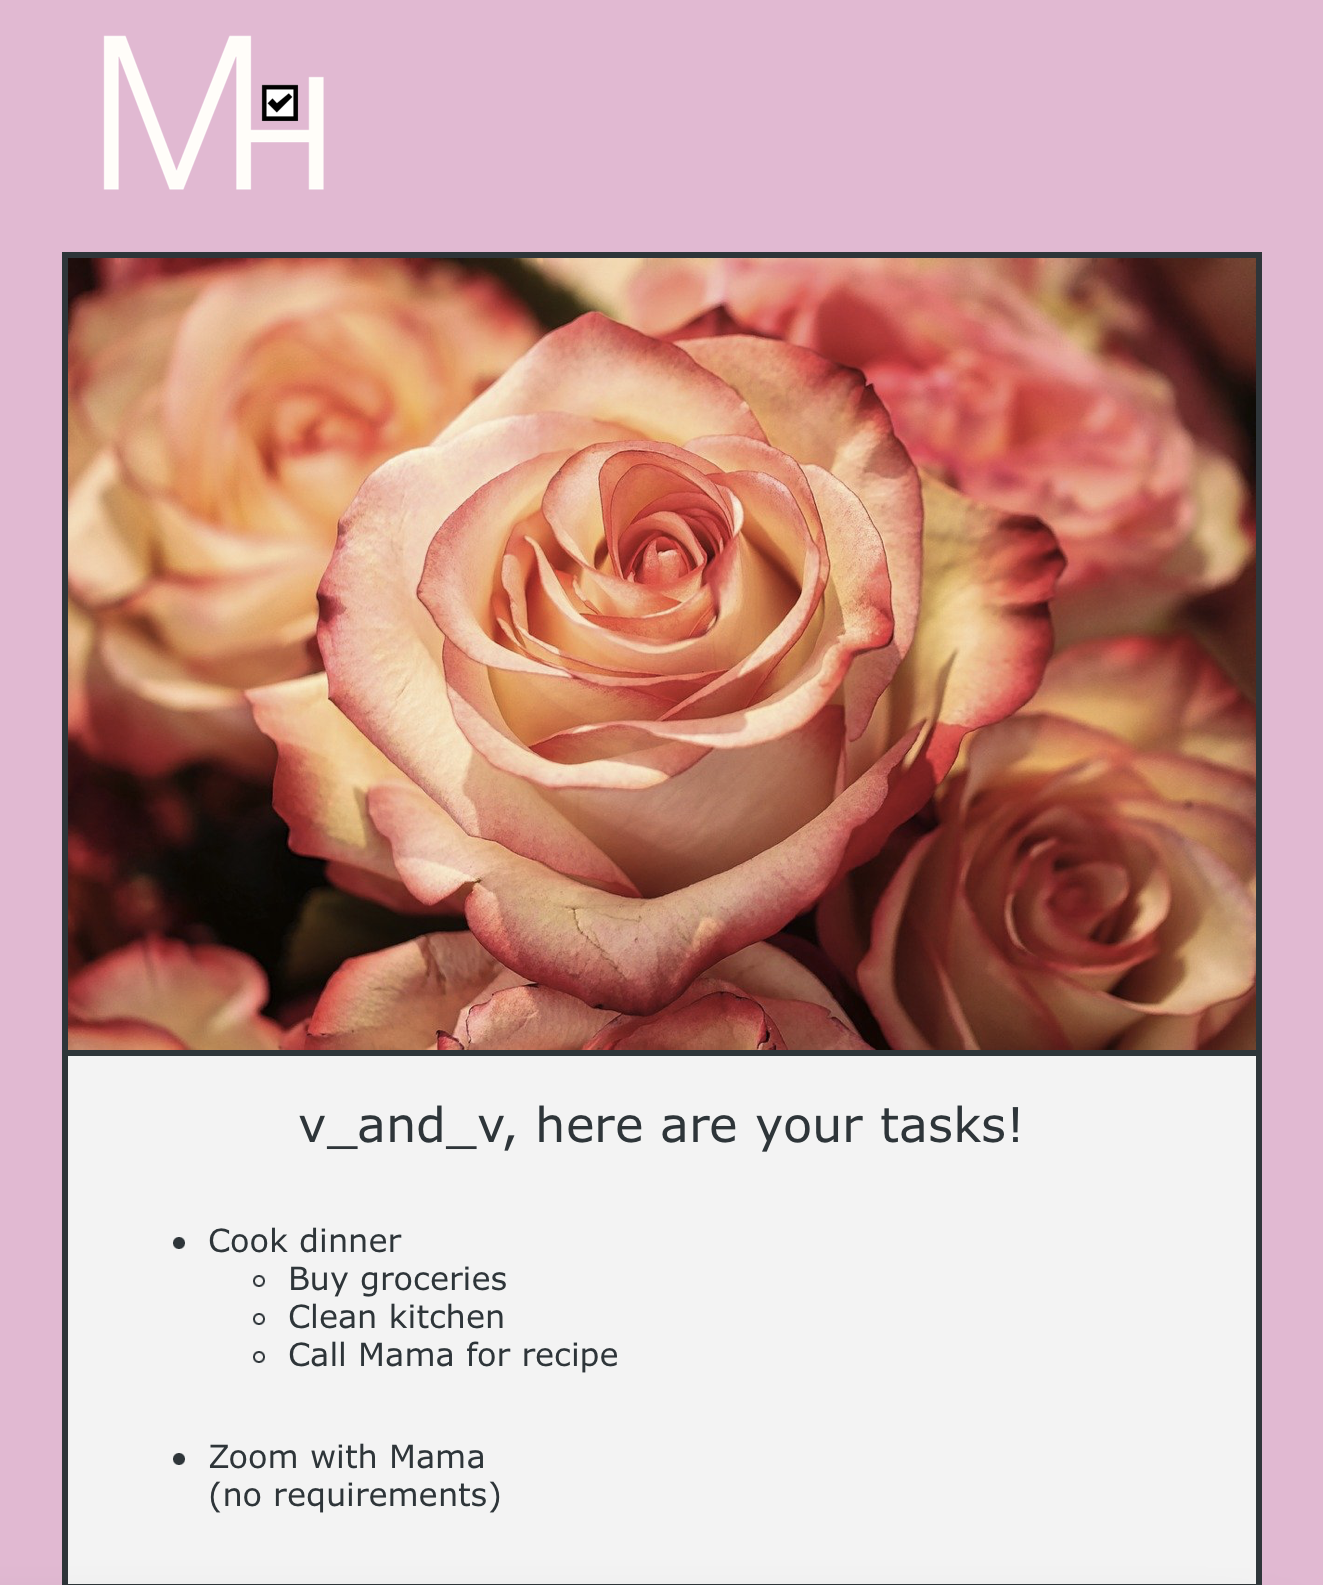 MH
v_and_v, here are your tasks!
Cook dinner
Buy groceries
Clean kitchen
Call Mama for recipe
Zoom with Mama
(no requirements)